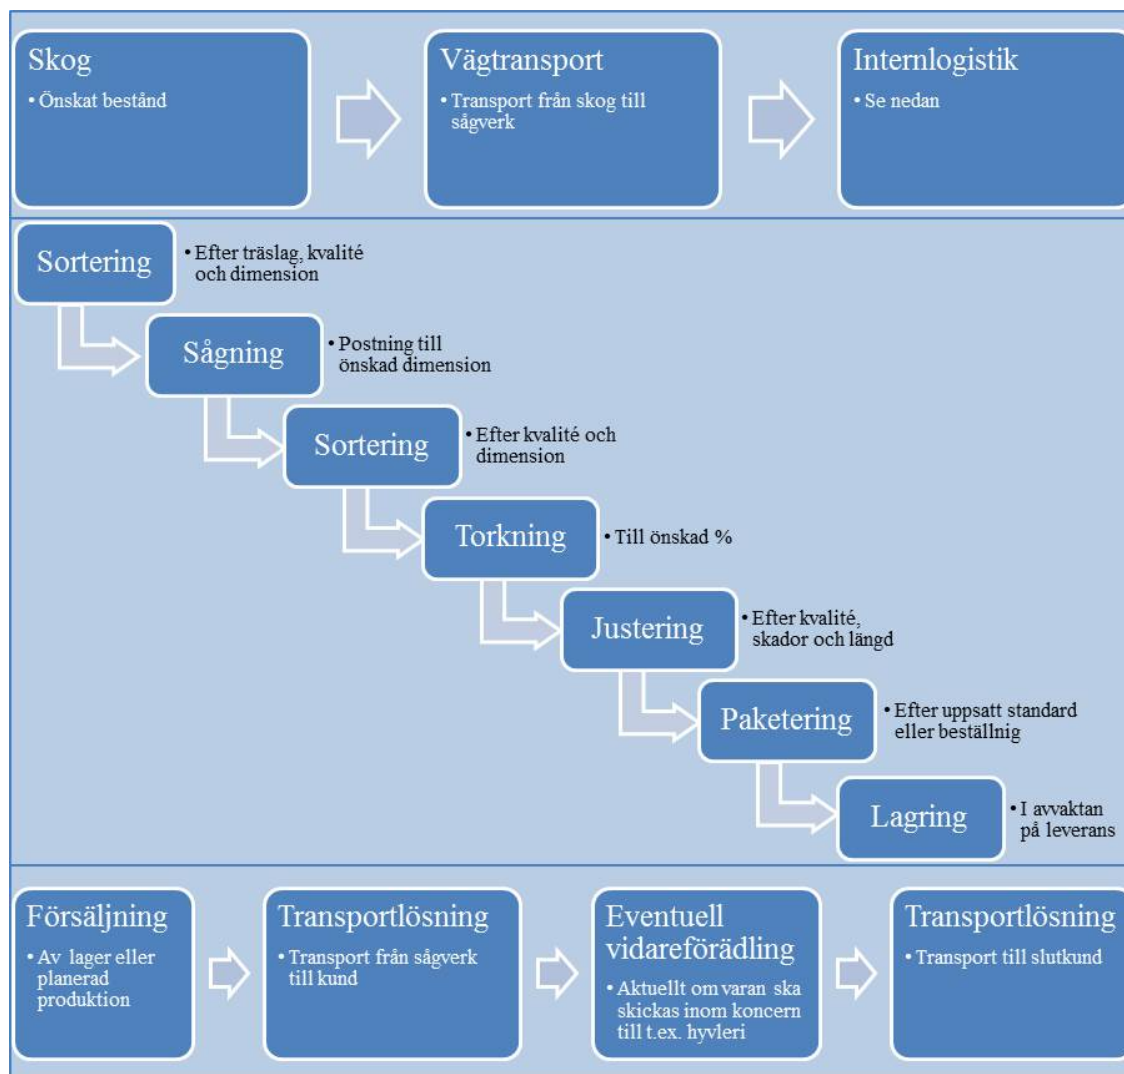 Skog
• Önskat bestånd
Vägtransport
• Transport från skog till
sågverk
Internlogistik
• Se nedan
Sortering
• Efter träslag, kvalité
och dimension
Sågning
• Postning till
önskad dimension
Sortering
• Efter kvalité och
dimension
Torkning
• Till önskad %
Justering
• Efter kvalité,
skador och längd
Paketering
• Efter uppsatt standard
eller beställnig
Lagring
• I avvaktan
på leverans
Försäljning
• Av lager eller
planerad
produktion
Transportlösning
• Transport från sågverk
till kund
Eventuell
vidareförädling
• Aktuellt om varan ska
skickas inom koncern
till t.ex. hyvleri
Transportlösning
• Transport till slutkund